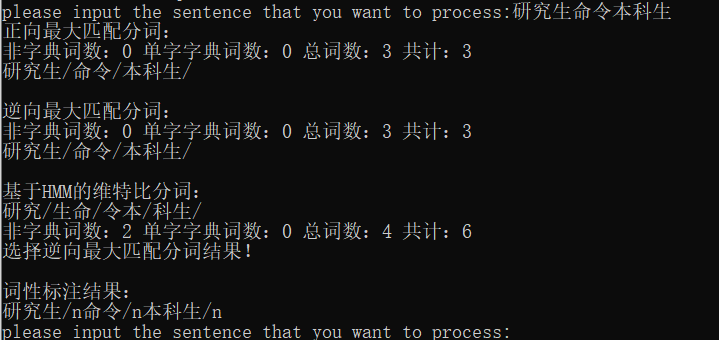 please input the sentence that you want to process:研究生命令本科生
正向最大匹配分词：
非字典词数：0 单字字典词数：0 总词数：3 共计：3
研究生/命令/本科生/
逆向最大匹配分词：
非字典词数：0 单字字典词数：0 总词数：3 共计：3
研究生/命令/本科生/
基于HMM的维特比分词：
研究/生命/令本/科生/
非字典词数：2 单字字典词数：0 总词数：4 共计：6
选择逆向最大匹配分词结果！
词性标注结果：
研究生/n命令/n本科生/n
please input the sentence that you want to process: